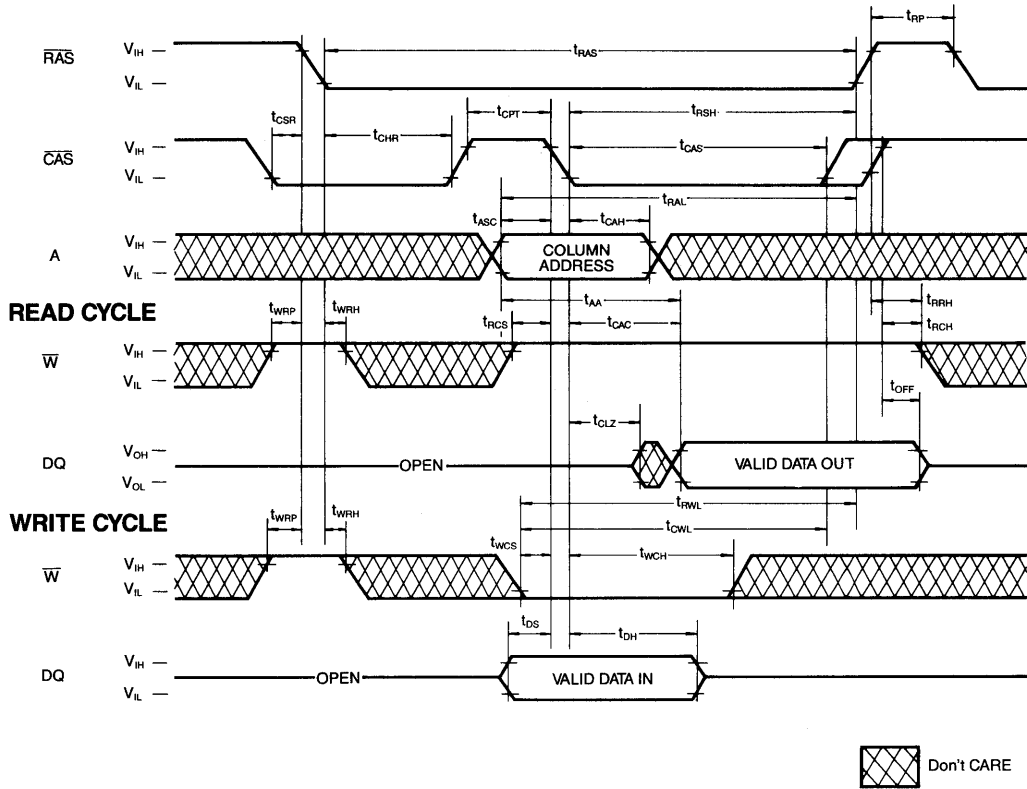 tRP
RAS VIH VIL tRAS
tCSR tCHR tCPT tRSH
CAS VIH VIL tCAS
tRAL
tASC tCAH
A VIH VIL COLUMN
ADDRESS
tAA tRRH
READ CYCLE
tWRP tWRH tRCS tCAC tRCH
W VIH VIL
tOFF
tCLZ
DQ VOH VOL OPEN VALID DATA OUT
tRWL
WRITE CYCLE
tWRP tWRH tCWL
tWCS tWCH
W VIH VIL
tDS tDH
DQ VIH VIL OPEN VALID DATA IN
Don't CARE